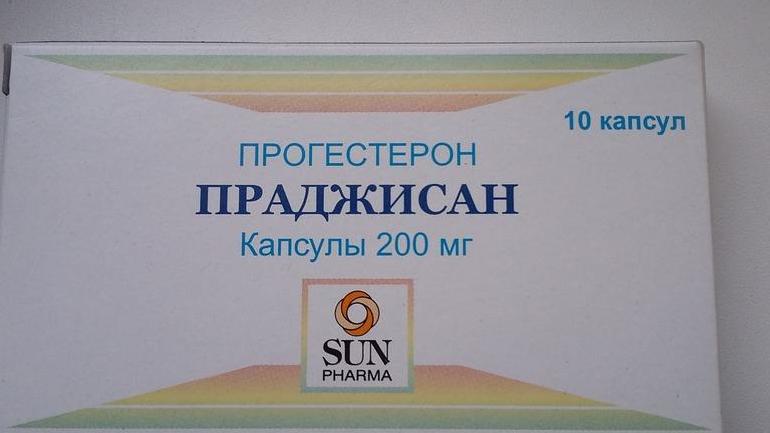 10 капсул
ПРОГЕСТЕРОН
ПРАДЖИСАН
Капсулы 200 мг
SUN
PHARMA